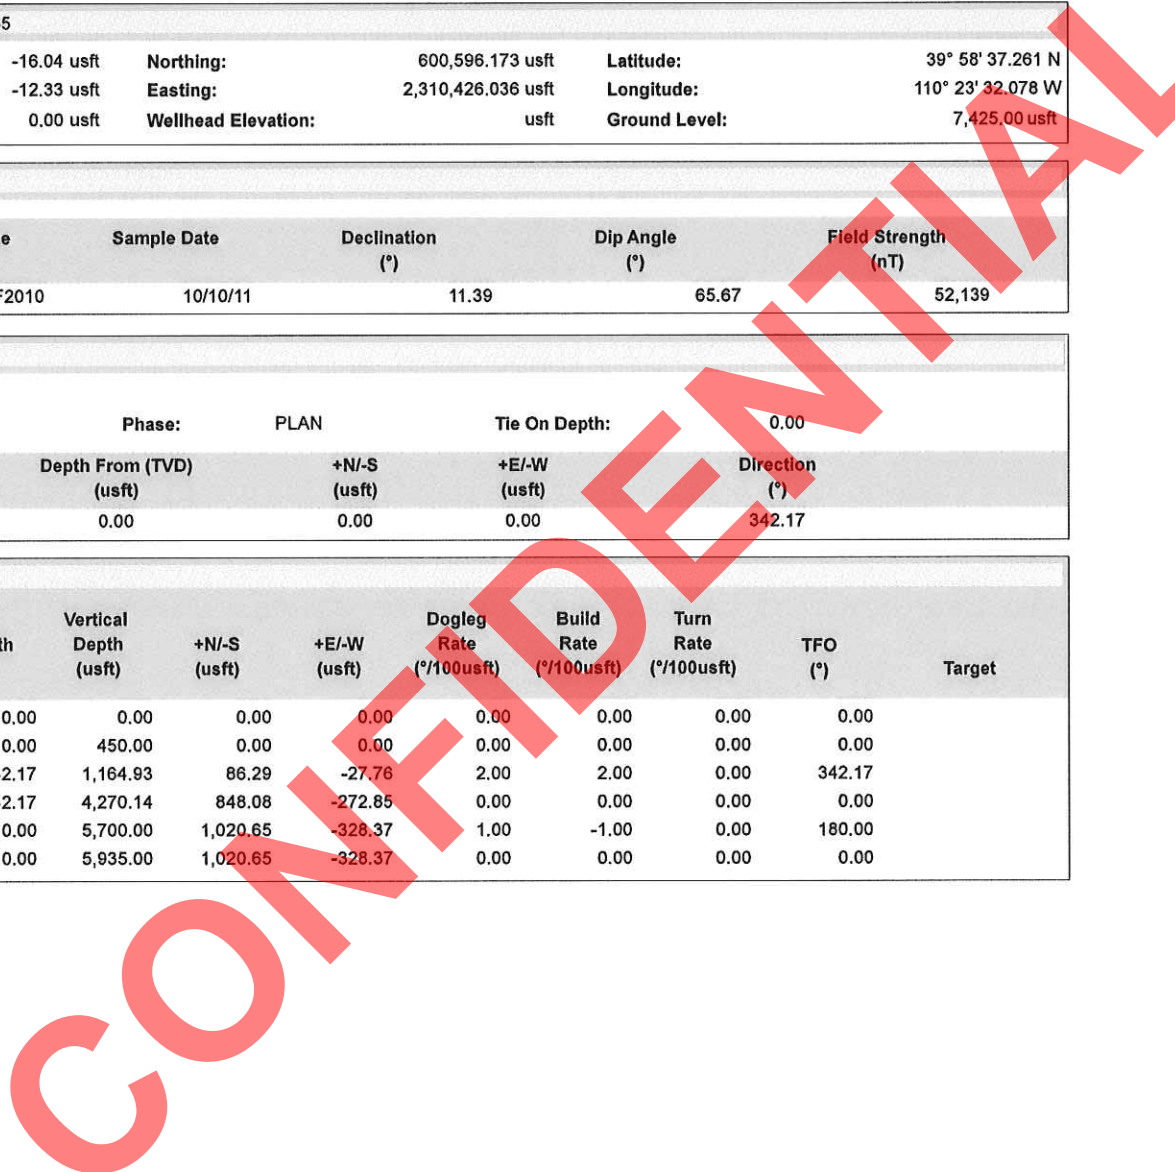 5
-16.04 usft Northing: 600,596.173 usft Latitude: 39° 58' 37.261 N
-12.33 usft Easting: 2,310,426.036 usft Longitude: 110° 23' 32.078 W
0.00 usft Wellhead Elevation: usft Ground Level: 7,425.00 usft
e Sample Date Declination Dip Angle Field Strength
(°) (°) (nT)
F2010 10/10/11 11.39 65.67 52,139
Phase: PLAN Tie On Depth: 0.00
Depth From (TVD) +N/-S +E/-W Direction
(usft) (usft) (usft) (°)
0.00 0.00 0.00 342.17
Vertical Dogleg Build Turn
th Depth +N/-S +E/-W Rate Rate Rate TFO
(usft) (usft) (usft) (°/100usft) (°/100usft) (°/100usft) (°) Target
0.00 0.00 0.00 0.00 0.00 0.00 0.00 0.00
0.00 450.00 0.00 0.00 0.00 0.00 0.00 0.00
2.17 1,164.93 86.29 -27.76 2.00 2.00 0.00 342.17
2.17 4,270.14 848.08 -272.85 0.00 0.00 0.00 0.00
0.00 5,700.00 1,020.65 -328.37 1.00 -1.00 0.00 180.00
0.00 5,935.00 1,020.65 -328.37 0.00 0.00 0.00 0.00
CONFIDENTIAL